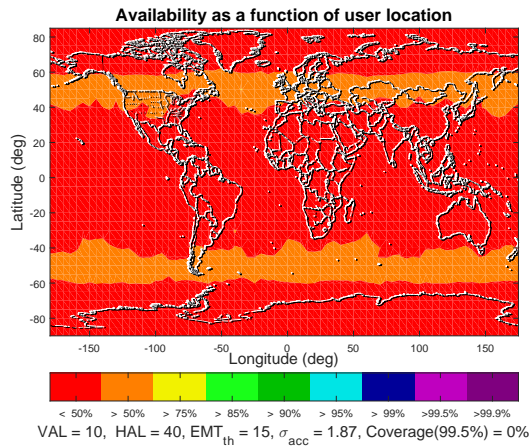 Availability as a function of user location
Latitude (deg)
80
60
40
20
0
-20
-40
-60
-80
-150 -100 -50 0 50 100 150
Longitude (deg)
< 50% > 50% > 75% > 85% > 90% > 95% > 99% >99.5% >99.9%
VAL = 10, HAL = 40, EMT_th = 15, σ_acc = 1.87, Coverage(99.5%) = 0%